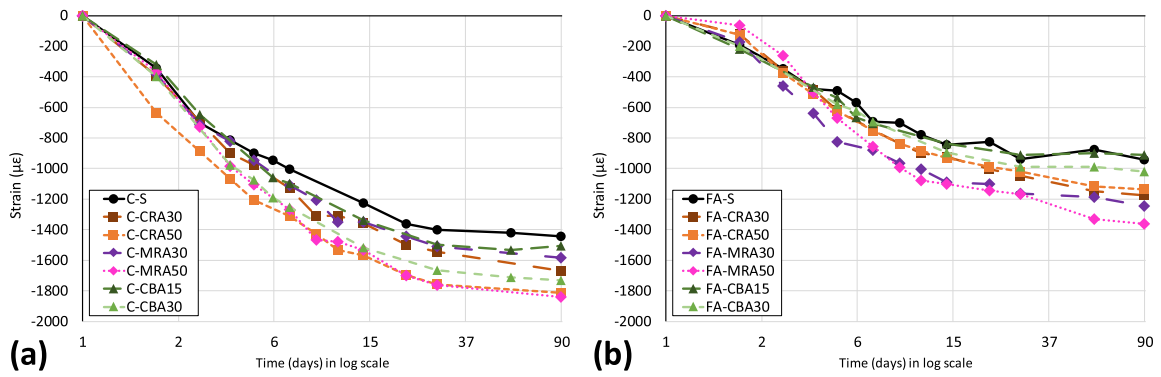 0
-200
-400
-600
-800
-1000
-1200
-1400
-1600
-1800
-2000
Strain (με)
C-S
C-CRA30
C-CRA50
C-MRA30
C-MRA50
C-CBA15
C-CBA30
1 2 6 15 37 90
Time (days) in log scale
(a)
0
-200
-400
-600
-800
-1000
-1200
-1400
-1600
-1800
-2000
Strain (με)
FA-S
FA-CRA30
FA-CRA50
FA-MRA30
FA-MRA50
FA-CBA15
FA-CBA30
1 2 6 15 37 90
Time (days) in log scale
(b)